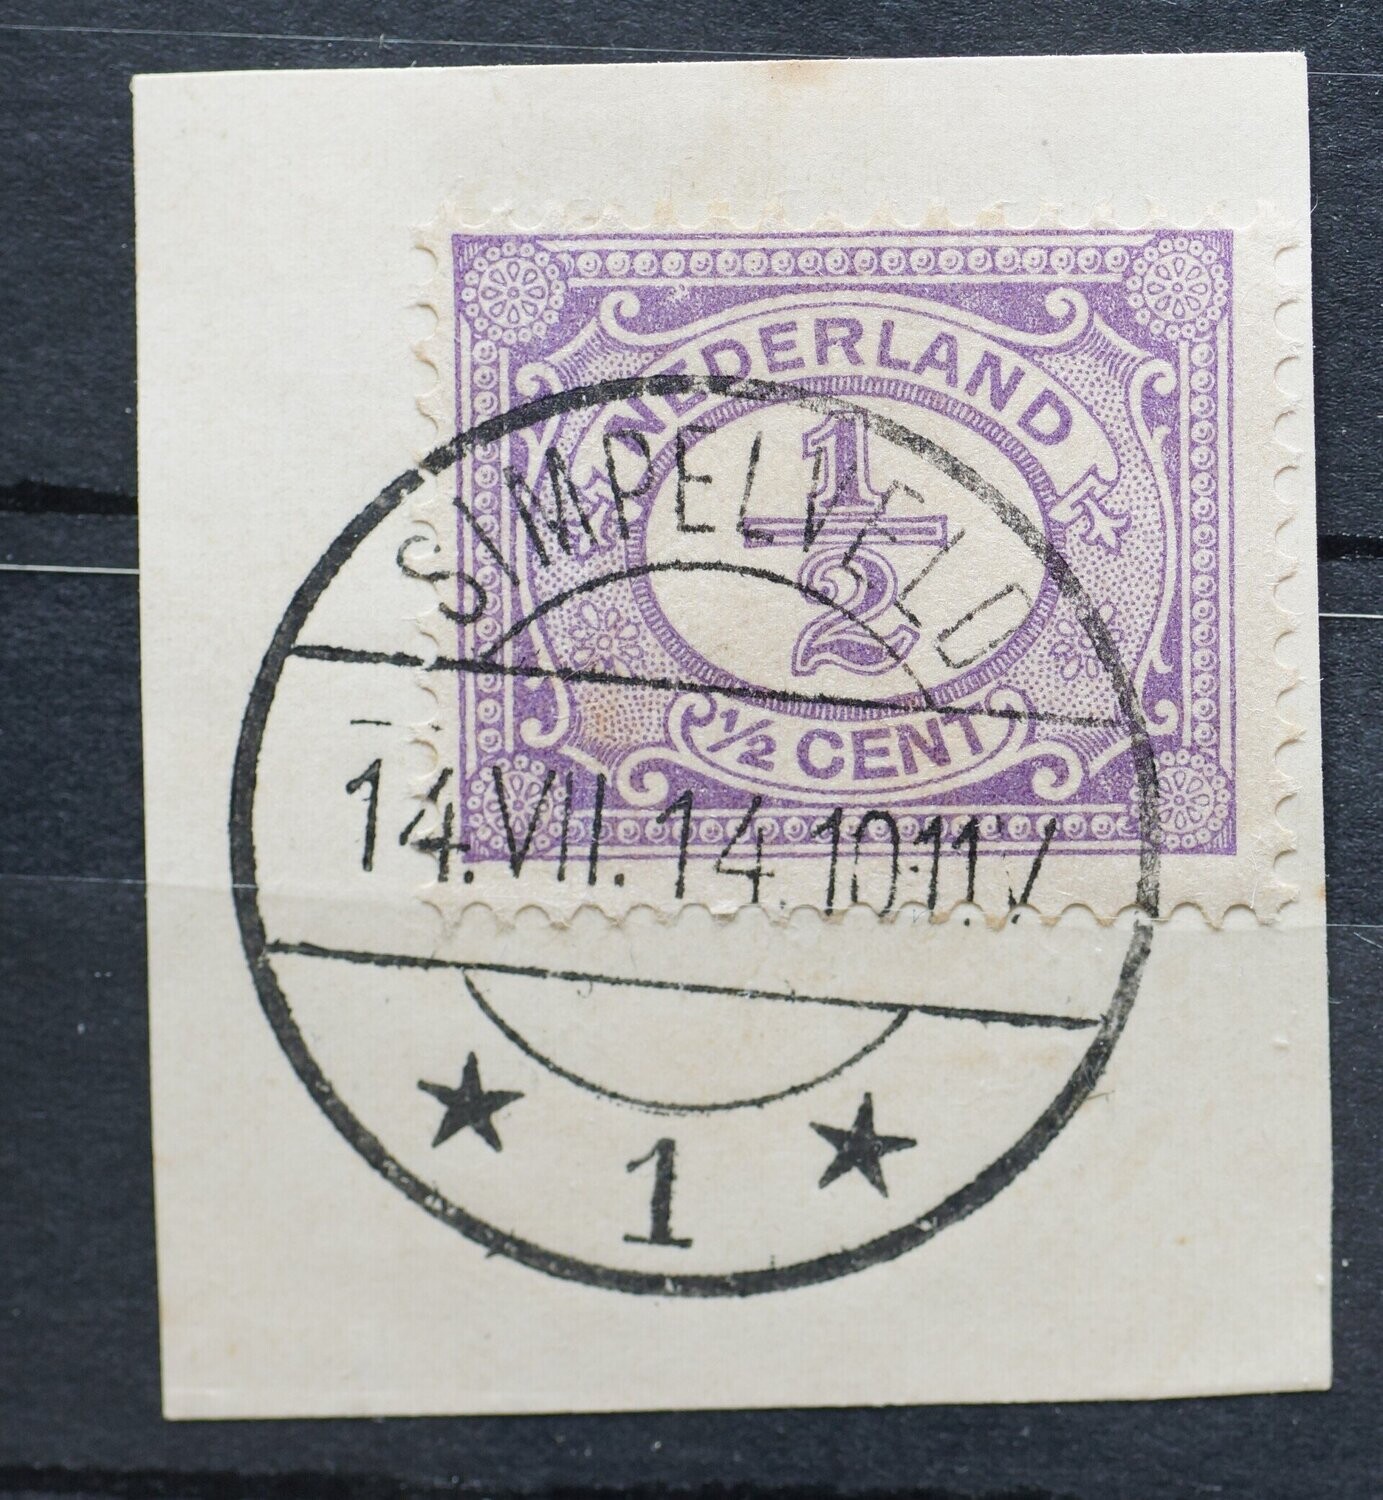 NEDERLAND
1/2
½ CENT
SIMPELVELD
14.VII.14.10-11.V
1